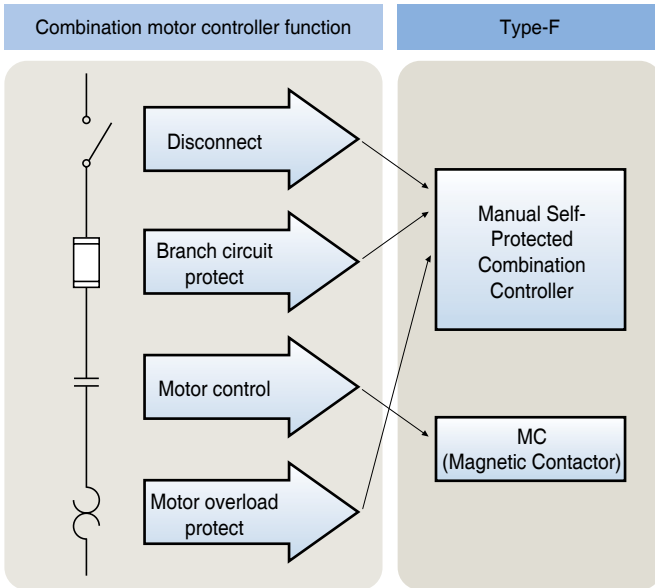 Combination motor controller function
Type-F
Disconnect
Branch circuit
protect
Motor control
Motor overload
protect
Manual Self-
Protected
Combination
Controller
MC
(Magnetic Contactor)